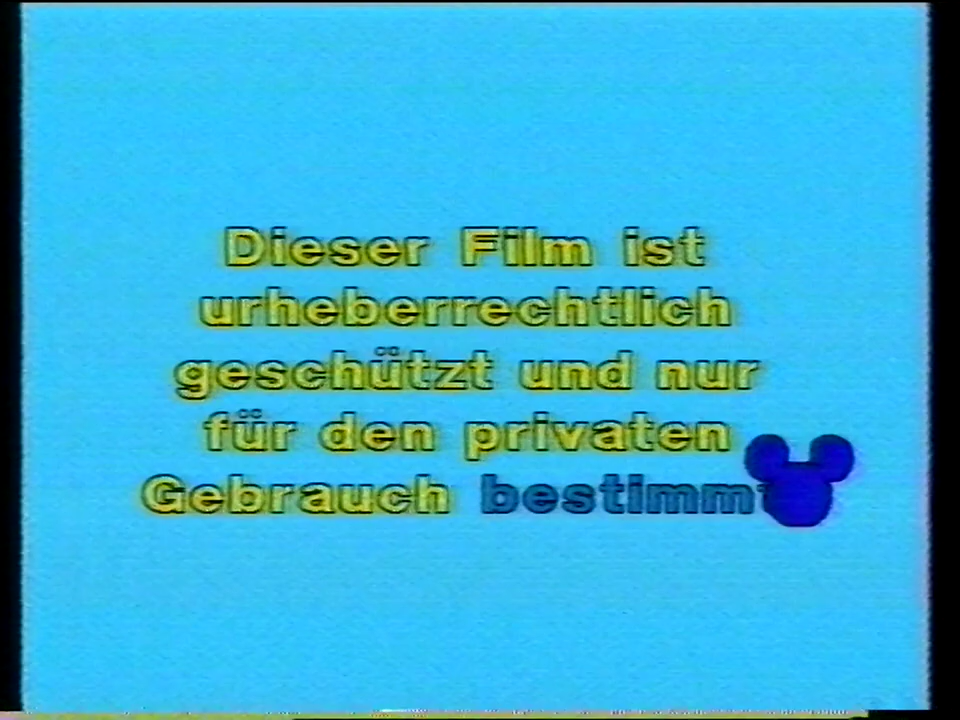 Dieser Film ist
urheberrechtlich
geschützt und nur
für den privaten
Gebrauch bestimmt